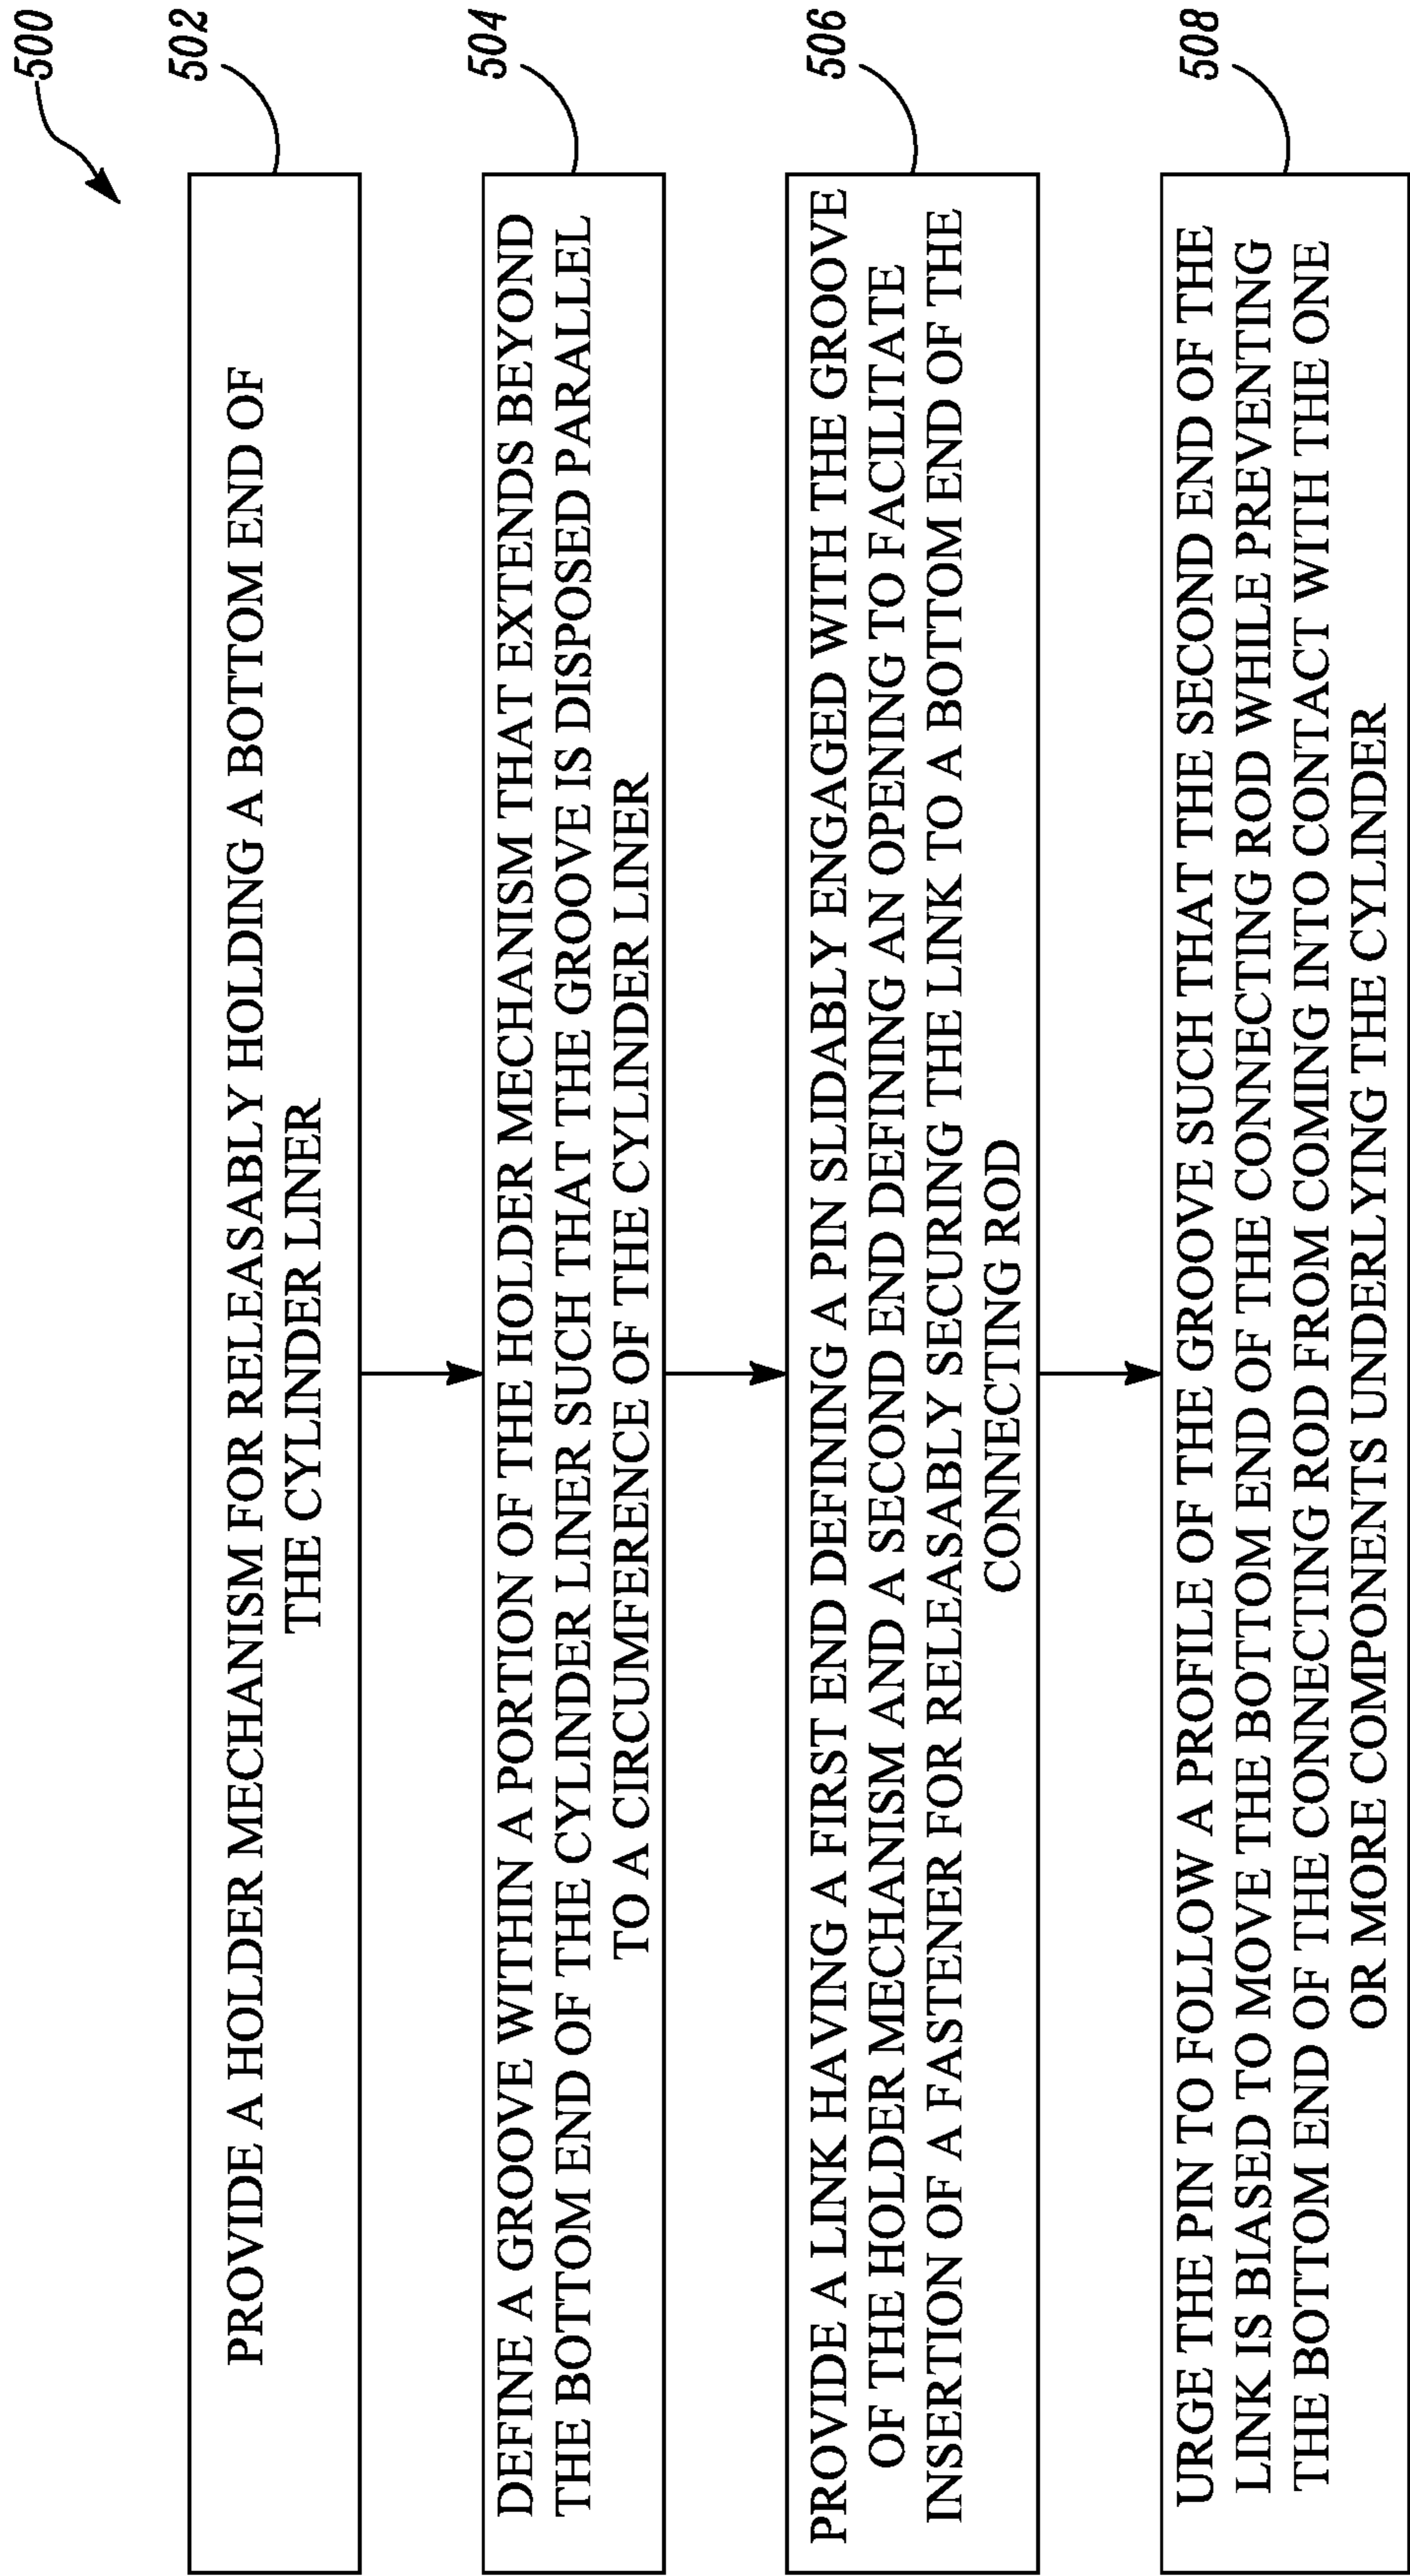 500
502
PROVIDE A HOLDER MECHANISM FOR RELEASABLY HOLDING A BOTTOM END OF
THE CYLINDER LINER
504
DEFINE A GROOVE WITHIN A PORTION OF THE HOLDER MECHANISM THAT EXTENDS BEYOND
THE BOTTOM END OF THE CYLINDER LINER SUCH THAT THE GROOVE IS DISPOSED PARALLEL
TO A CIRCUMFERENCE OF THE CYLINDER LINER
506
PROVIDE A LINK HAVING A FIRST END DEFINING A PIN SLIDABLY ENGAGED WITH THE GROOVE
OF THE HOLDER MECHANISM AND A SECOND END DEFINING AN OPENING TO FACILITATE
INSERTION OF A FASTENER FOR RELEASABLY SECURING THE LINK TO A BOTTOM END OF THE
CONNECTING ROD
508
URGE THE PIN TO FOLLOW A PROFILE OF THE GROOVE SUCH THAT THE SECOND END OF THE
LINK IS BIASED TO MOVE THE BOTTOM END OF THE CONNECTING ROD WHILE PREVENTING
THE BOTTOM END OF THE CONNECTING ROD FROM COMING INTO CONTACT WITH THE ONE
OR MORE COMPONENTS UNDERLYING THE CYLINDER